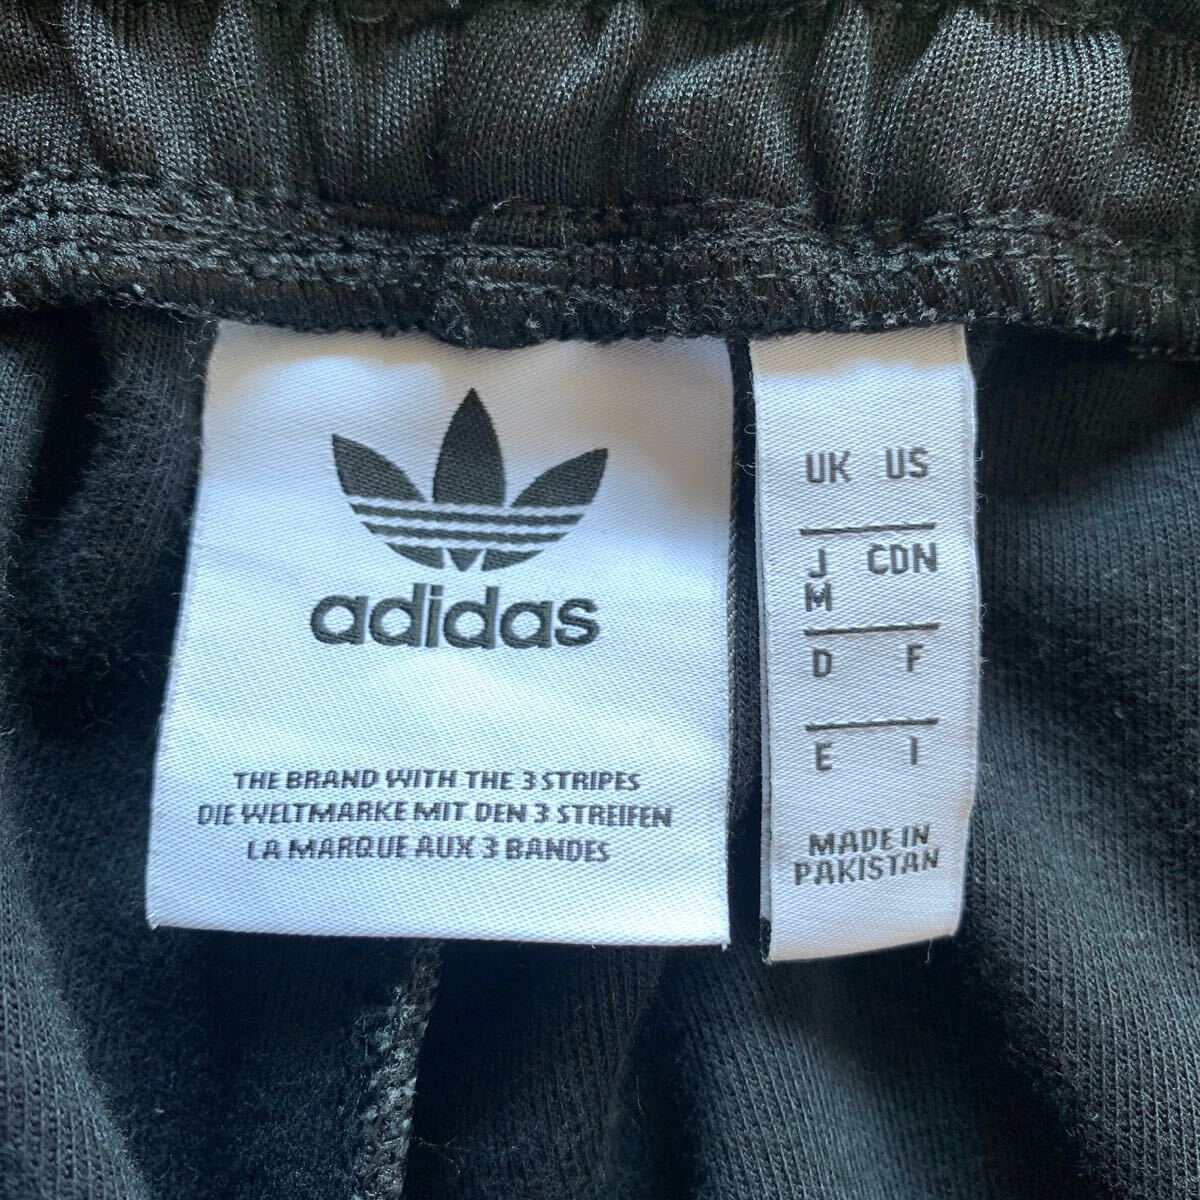 adidas
THE BRAND WITH THE 3 STRIPES
DIE WELTMARKE MIT DEN 3 STREIFEN
LA MARQUE AUX 3 BANDES
UK US
J CDN
M
D F
E I
MADE IN
PAKISTAN